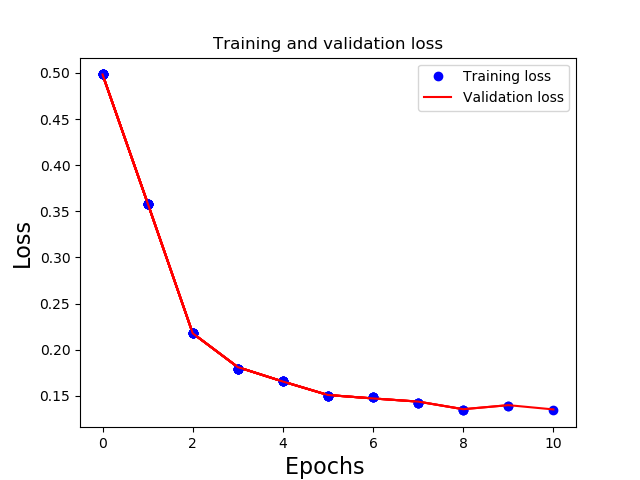 Training and validation loss
Training loss
Validation loss
0.50
0.45
0.40
0.35
0.30
0.25
0.20
0.15
Loss
0 2 4 6 8 10
Epochs